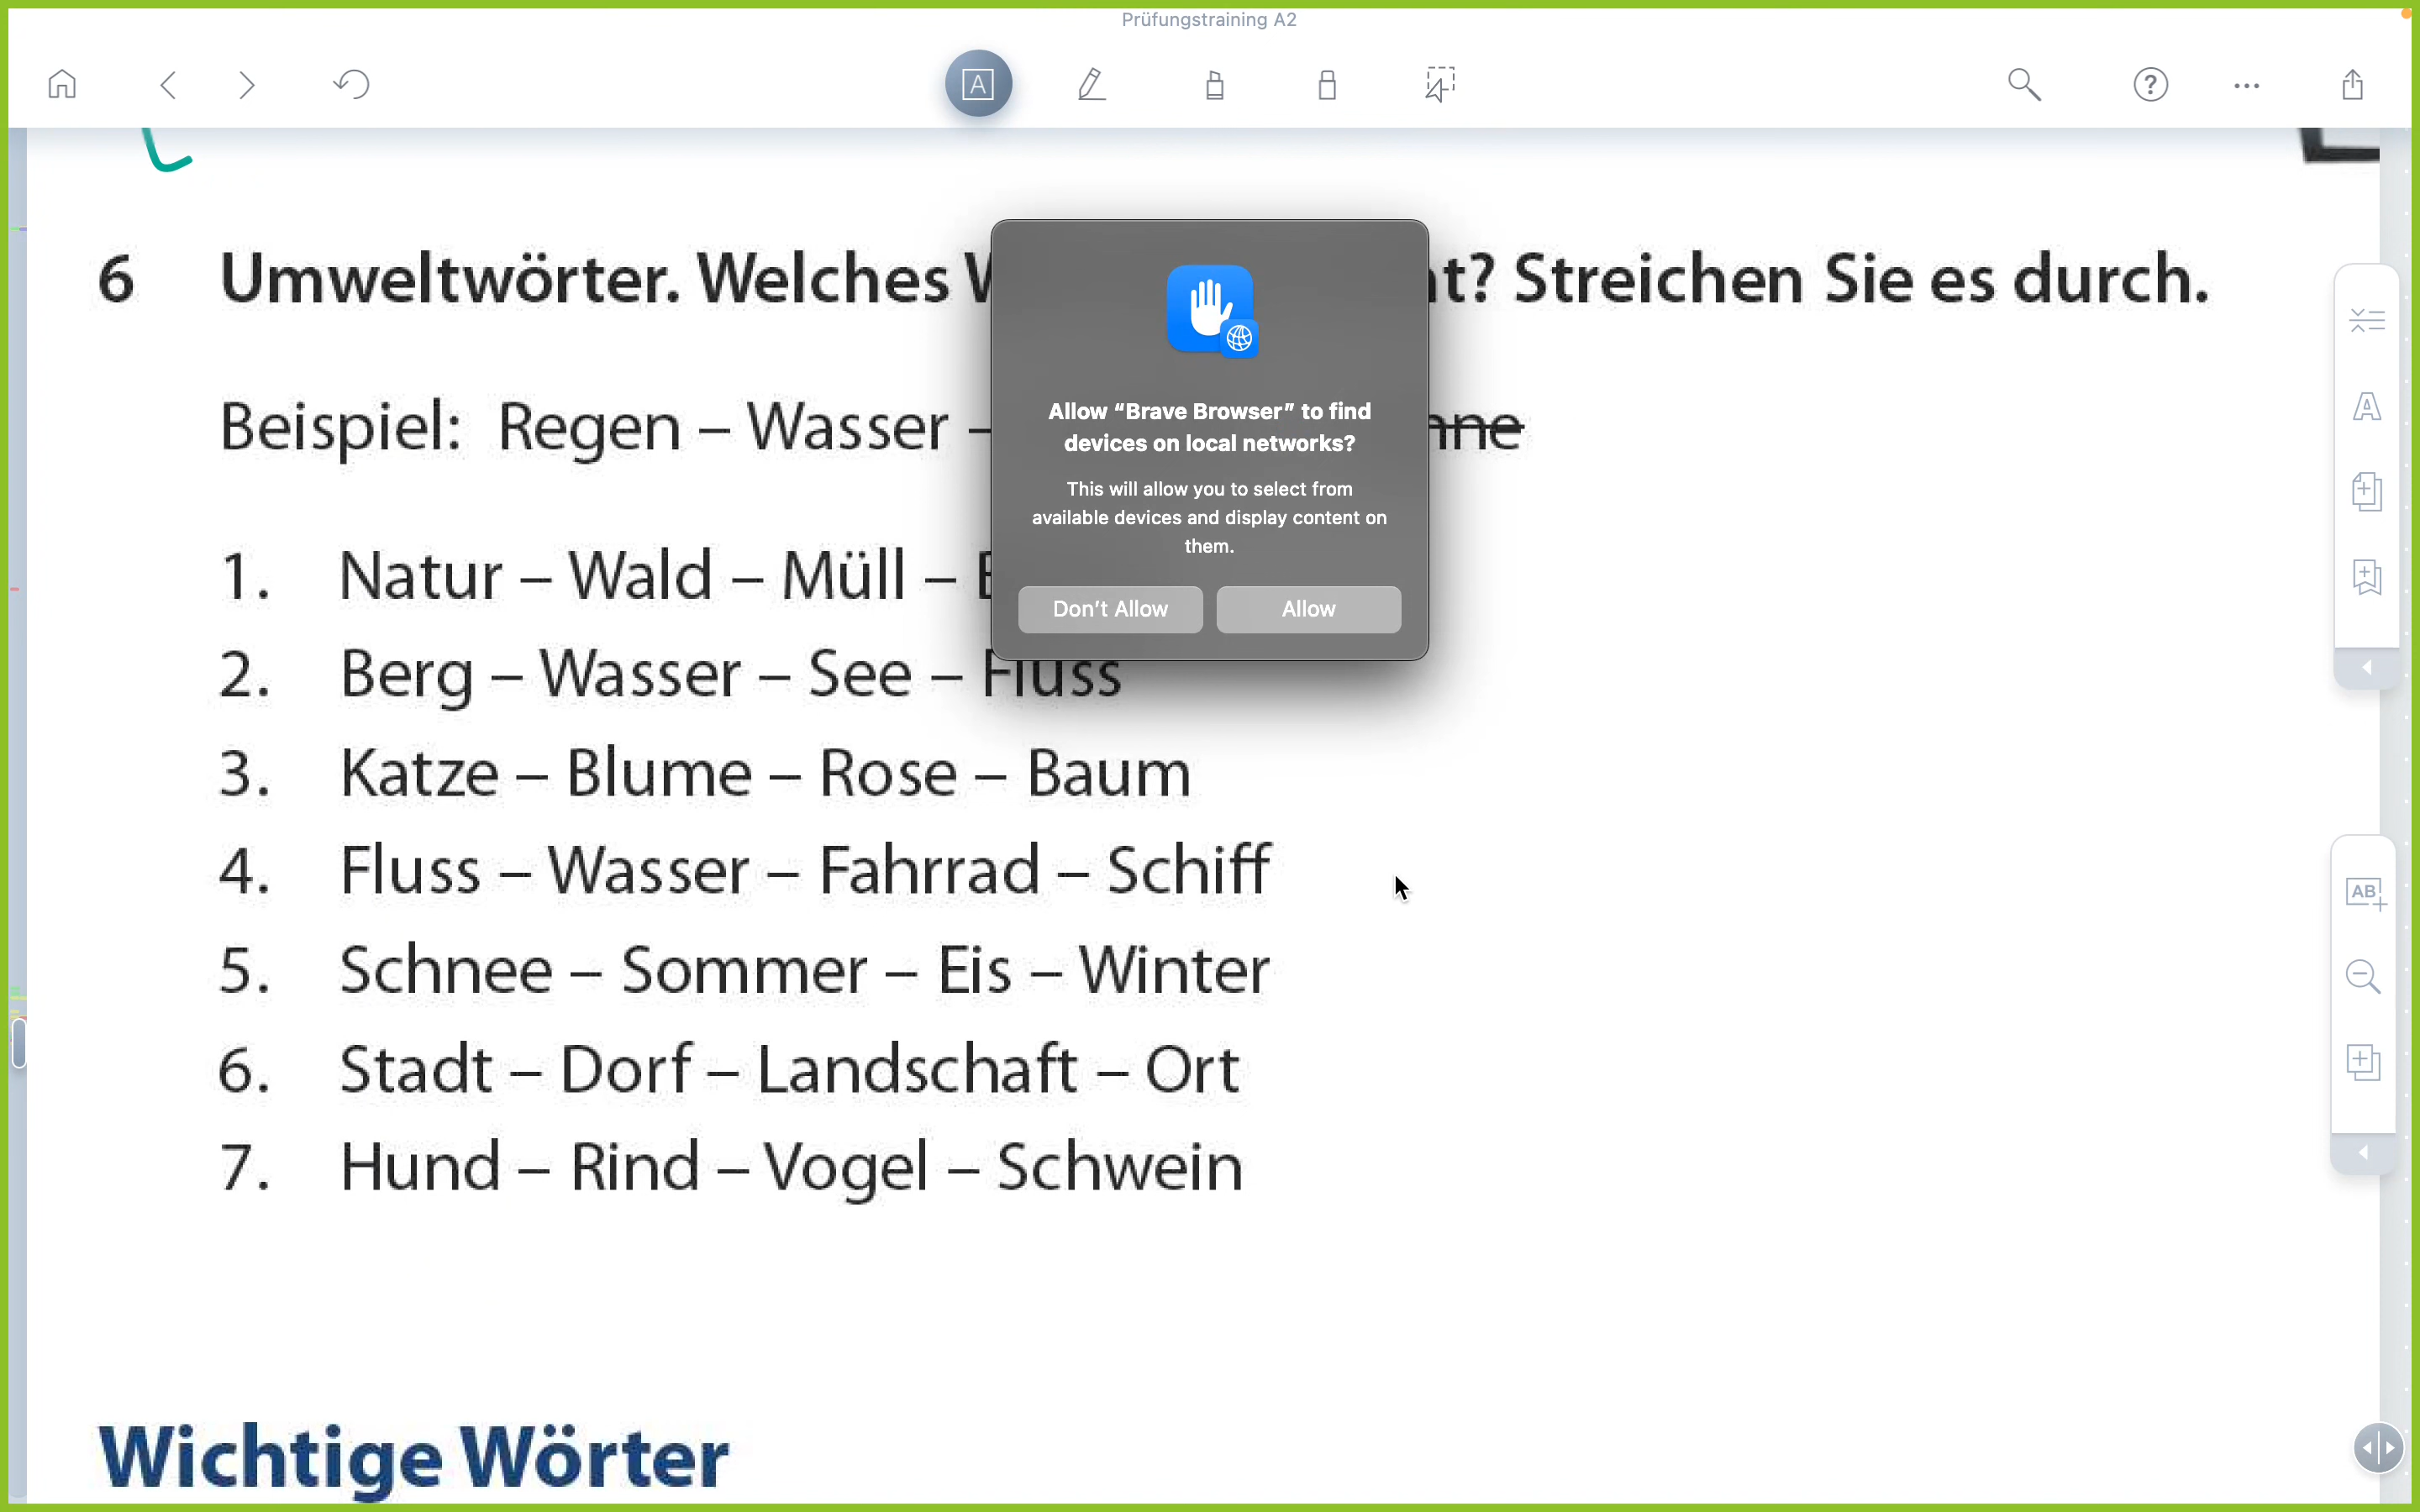 Prüfungstraining A2
6 Umweltwörter. Welches t? Streichen Sie es durch.
Beispiel: Regen – Wasser –
Allow “Brave Browser” to find
devices on local networks?
This will allow you to select from
available devices and display content on
them.
Don't Allow Allow
1. Natur – Wald – Müll –
2. Berg – Wasser – See – Fluss
3. Katze – Blume – Rose – Baum
4. Fluss – Wasser – Fahrrad – Schiff
5. Schnee – Sommer – Eis – Winter
6. Stadt – Dorf – Landschaft – Ort
7. Hund – Rind – Vogel – Schwein
Wichtige Wörter